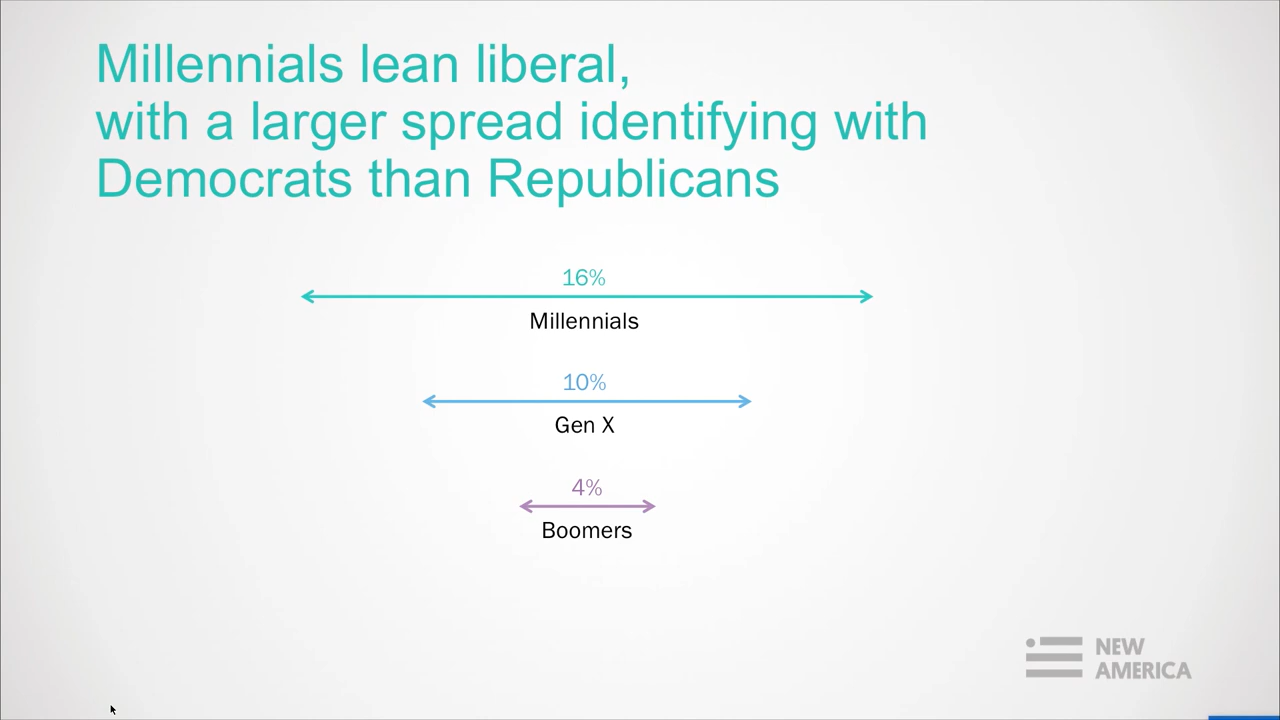 Millennials lean liberal,
with a larger spread identifying with
Democrats than Republicans
16%
Millennials
10%
Gen X
4%
Boomers
NEW
AMERICA